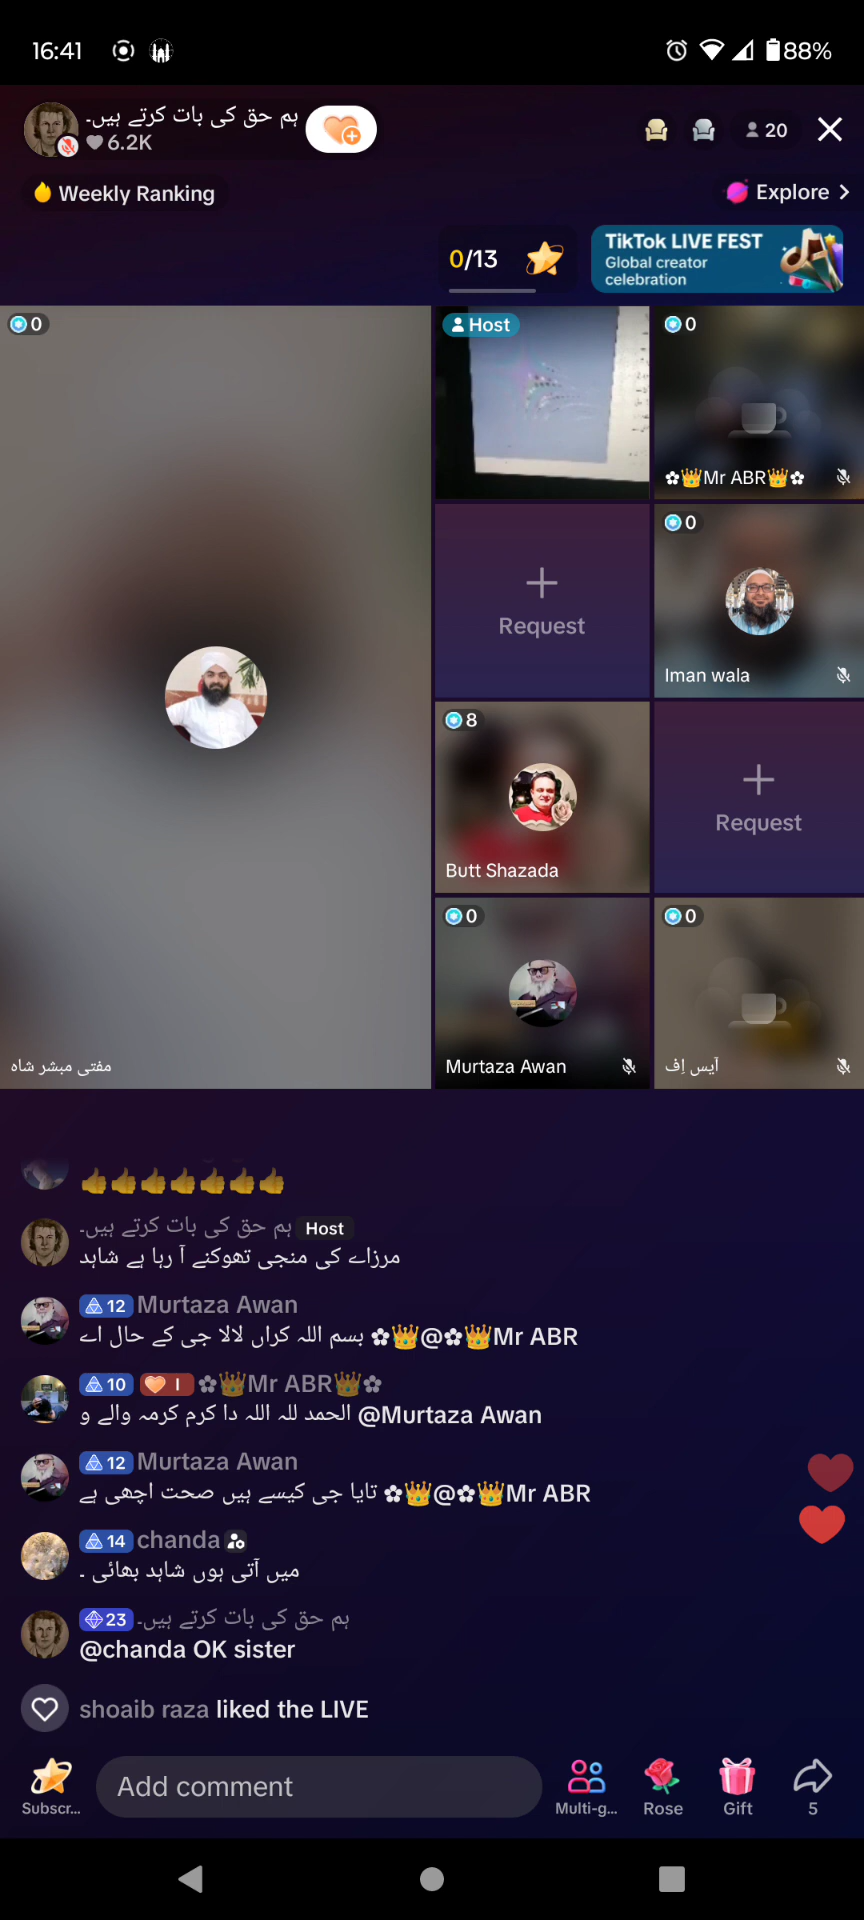 16:41
88%
ہم حق کی بات کرتے ہیں۔
6.2K
20
Weekly Ranking
Explore
0/13
TikTok LIVE FEST
Global creator
celebration
0
مفتی مبشر شاہ
Host
0
✿👑Mr ABR👑✿
Request
0
Iman wala
8
Butt Shazada
Request
0
Murtaza Awan
0
آیس اِف
👍👍👍👍👍👍👍
ہم حق کی بات کرتے ہیں۔ Host
مرزاے کی منجی تھوکنے آ رہا ہے شاہد
12 Murtaza Awan
بسم اللہ کراں لالا جی کے حال اے @✿👑Mr ABR👑✿
10 I ✿👑Mr ABR👑✿
الحمد للہ اللہ دا کرم کرمہ والے و @Murtaza Awan
12 Murtaza Awan
تایا جی کیسے ہیں صحت اچھی ہے @✿👑Mr ABR👑✿
14 chanda
میں آتی ہوں شاہد بھائی ۔
23 ہم حق کی بات کرتے ہیں۔
@chanda OK sister
shoaib raza liked the LIVE
Subscr...
Add comment
Multi-g...
Rose
Gift
5